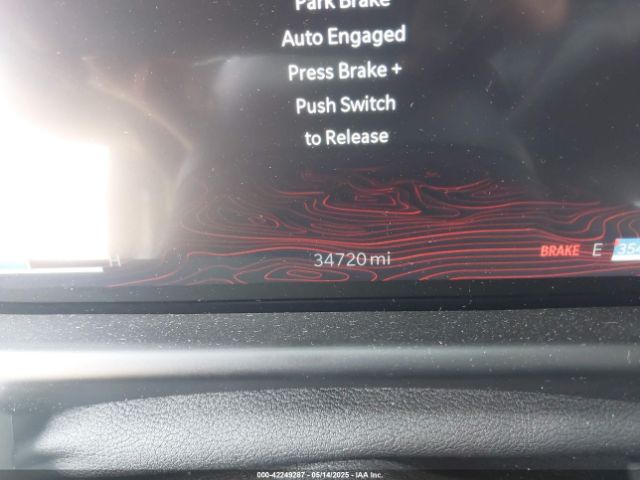 Park Brake
Auto Engaged
Press Brake +
Push Switch
to Release
H
34720 mi
BRAKE E 354
000-42249287 - 05/14/2025 - IAA Inc.